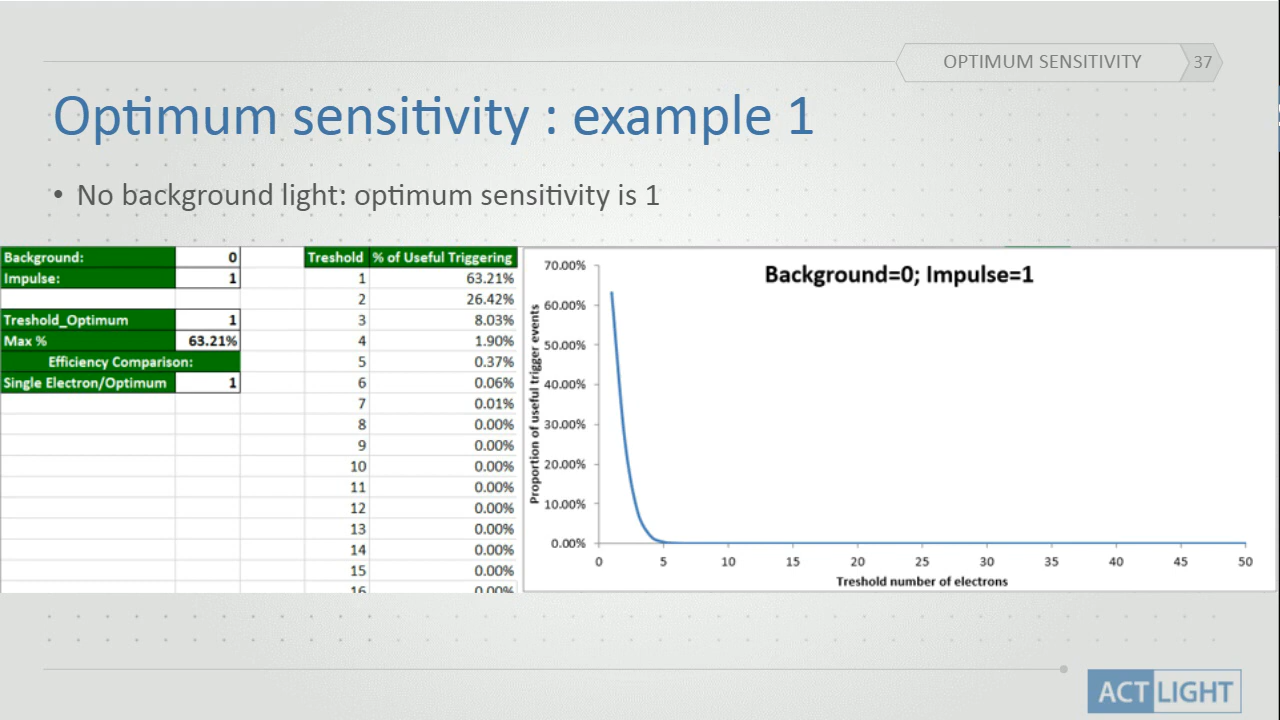 OPTIMUM SENSITIVITY 37
Optimum sensitivity : example 1
• No background light: optimum sensitivity is 1
Background: 0
Impulse: 1
Treshold_Optimum 1
Max % 63.21%
Efficiency Comparison:
Single Electron/Optimum 1
Treshold % of Useful Triggering
1 63.21%
2 26.42%
3 8.03%
4 1.90%
5 0.37%
6 0.06%
7 0.01%
8 0.00%
9 0.00%
10 0.00%
11 0.00%
12 0.00%
13 0.00%
14 0.00%
15 0.00%
16 0.00%
Background=0; Impulse=1
Proportion of useful trigger events
70.00%
60.00%
50.00%
40.00%
30.00%
20.00%
10.00%
0.00%
0 5 10 15 20 25 30 35 40 45 50
Treshold number of electrons
ACT LIGHT